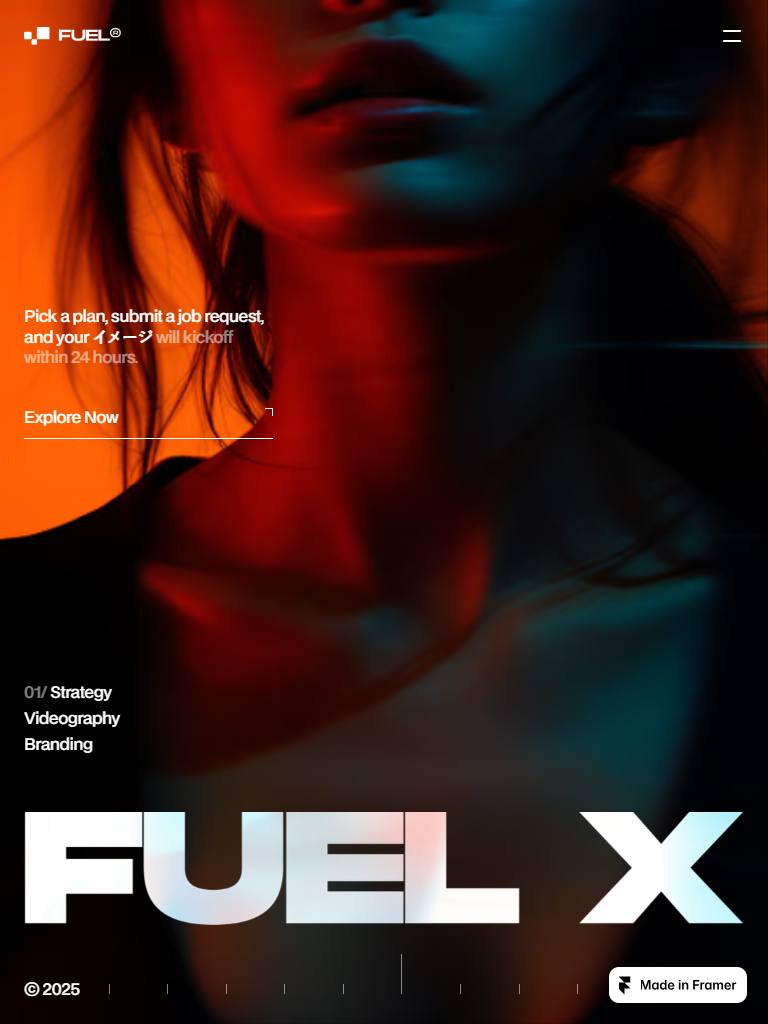 FUEL®
Pick a plan, submit a job request,
and your イメージ will kickoff
within 24 hours.
Explore Now
01/ Strategy
Videography
Branding
FUEL X
© 2025
Made in Framer